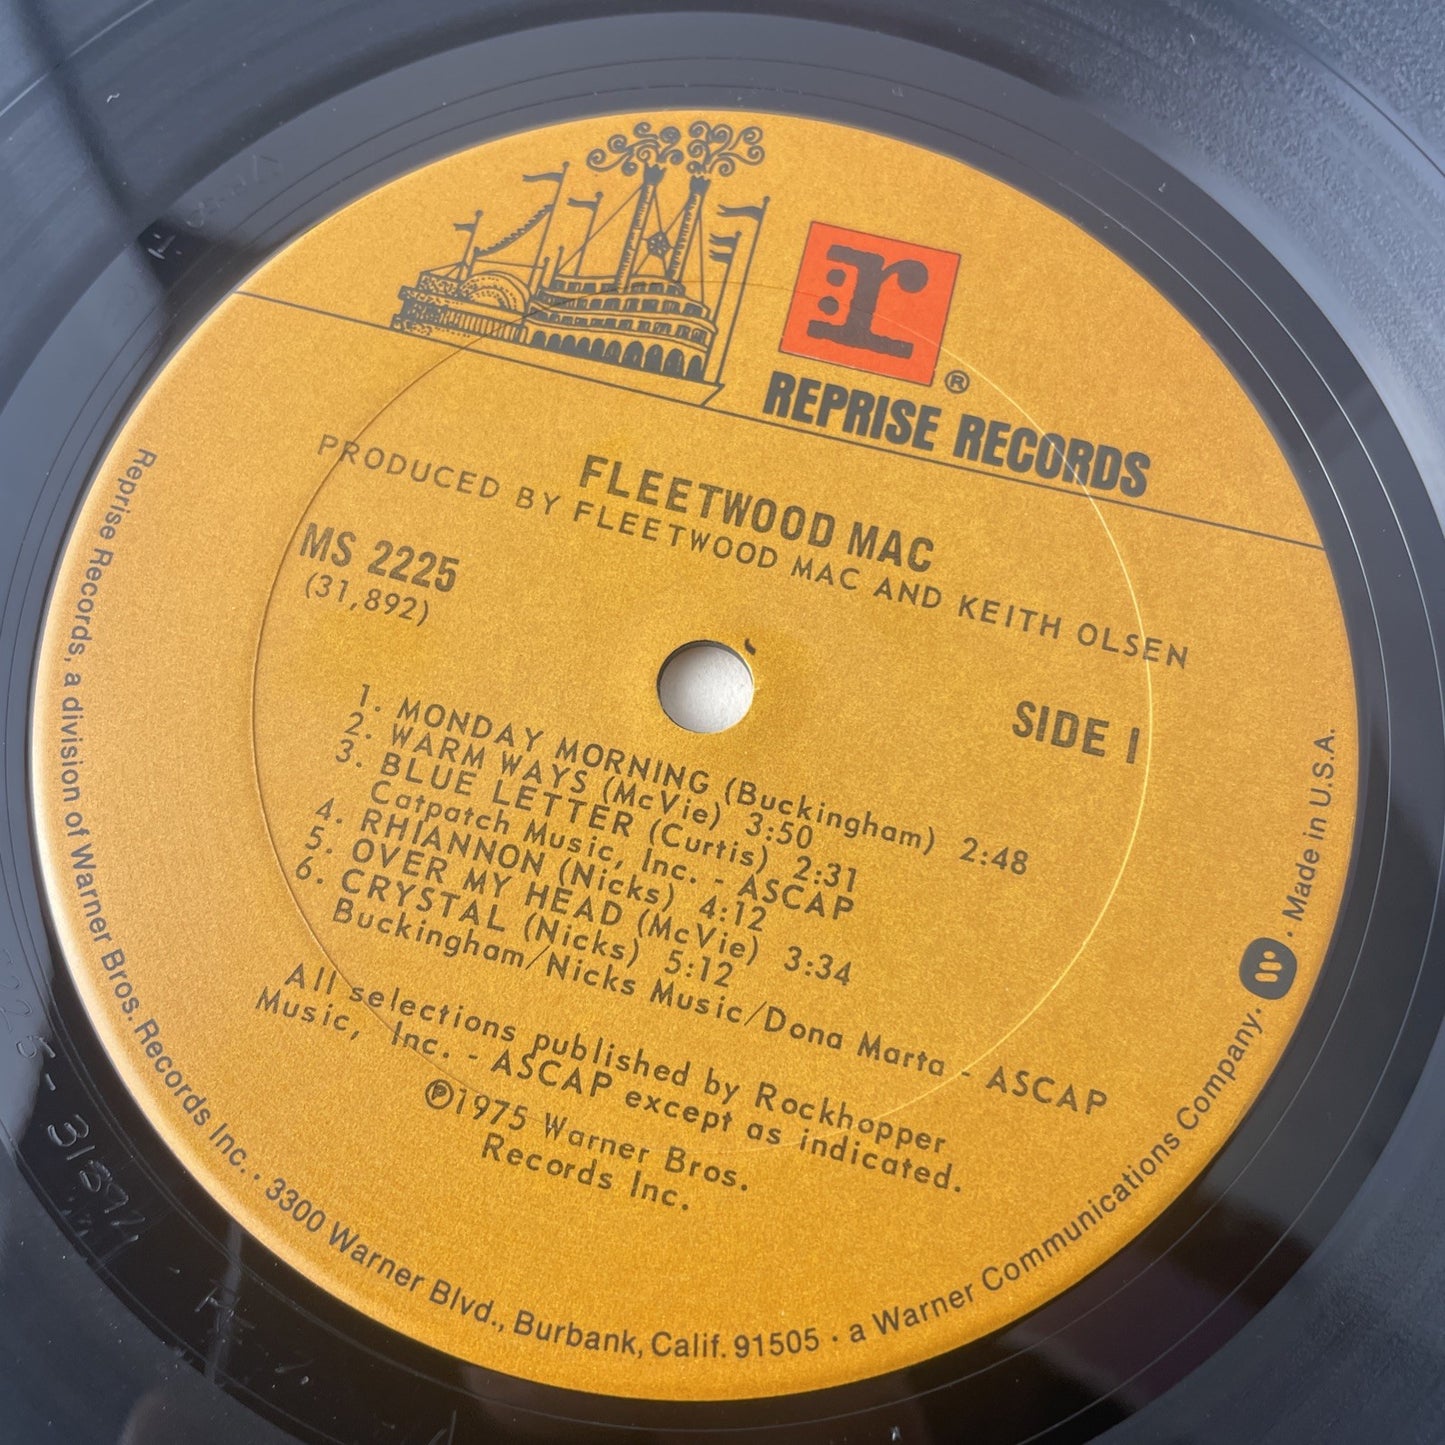 r
®
REPRISE RECORDS
FLEETWOOD MAC
PRODUCED BY FLEETWOOD MAC AND KEITH OLSEN
MS 2225
(31,892)
SIDE 1
1. MONDAY MORNING (Buckingham) 2:48
2. WARM WAYS (McVie) 3:50
3. BLUE LETTER (Curtis) 2:31
Catpatch Music, Inc. - ASCAP
4. RHIANNON (Nicks) 4:12
5. OVER MY HEAD (McVie) 3:34
6. CRYSTAL (Nicks) 5:12
Buckingham/Nicks Music/Dona Marta - ASCAP
All selections published by Rockhopper
Music, Inc. - ASCAP except as indicated.
℗1975 Warner Bros.
Records Inc.
Reprise Records, a division of Warner Bros. Records Inc. · 3300 Warner Blvd., Burbank, Calif. 91505 · a Warner Communications Company. · Made in U.S.A.